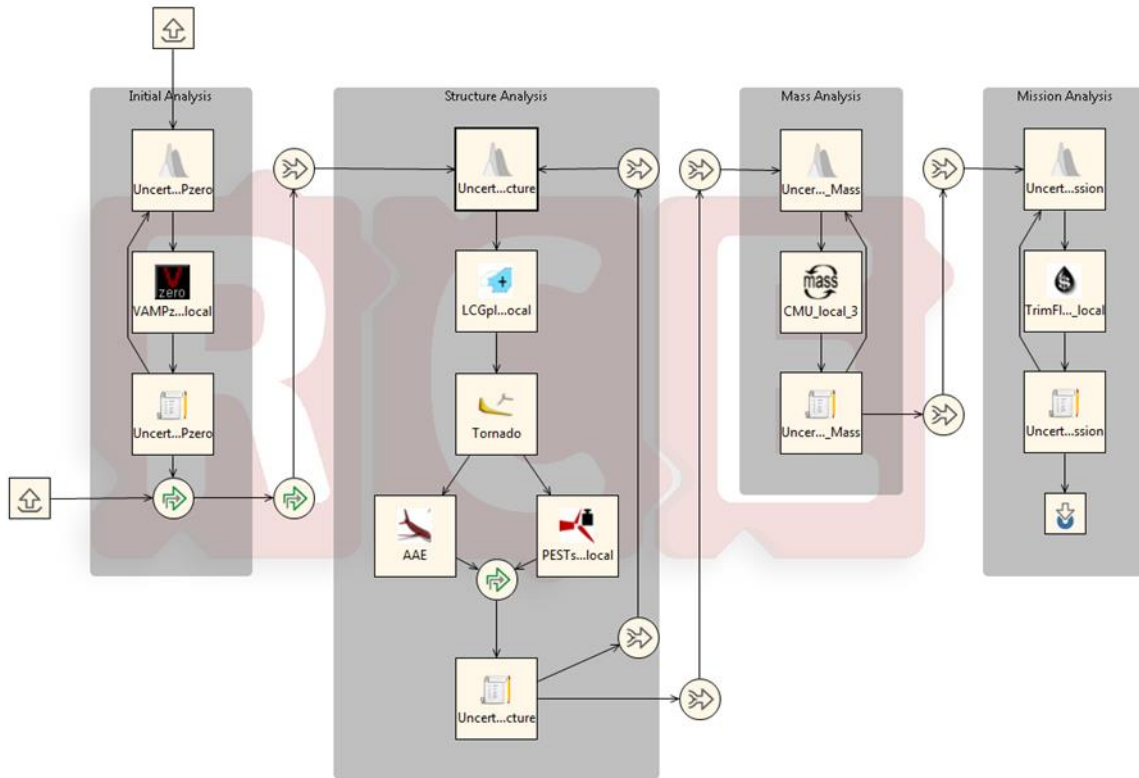 Initial Analysis
Structure Analysis
Mass Analysis
Mission Analysis
Uncert...Pzero
Uncert...cture
Uncer..._Mass
Uncert...ssion
V
zero
VAMPz...local
LCGpl...ocal
mass
CMU_local_3
TrimFl..._local
Uncert...Pzero
Tornado
Uncer..._Mass
Uncert...ssion
AAE
PESTs...local
Uncert...cture
RCE